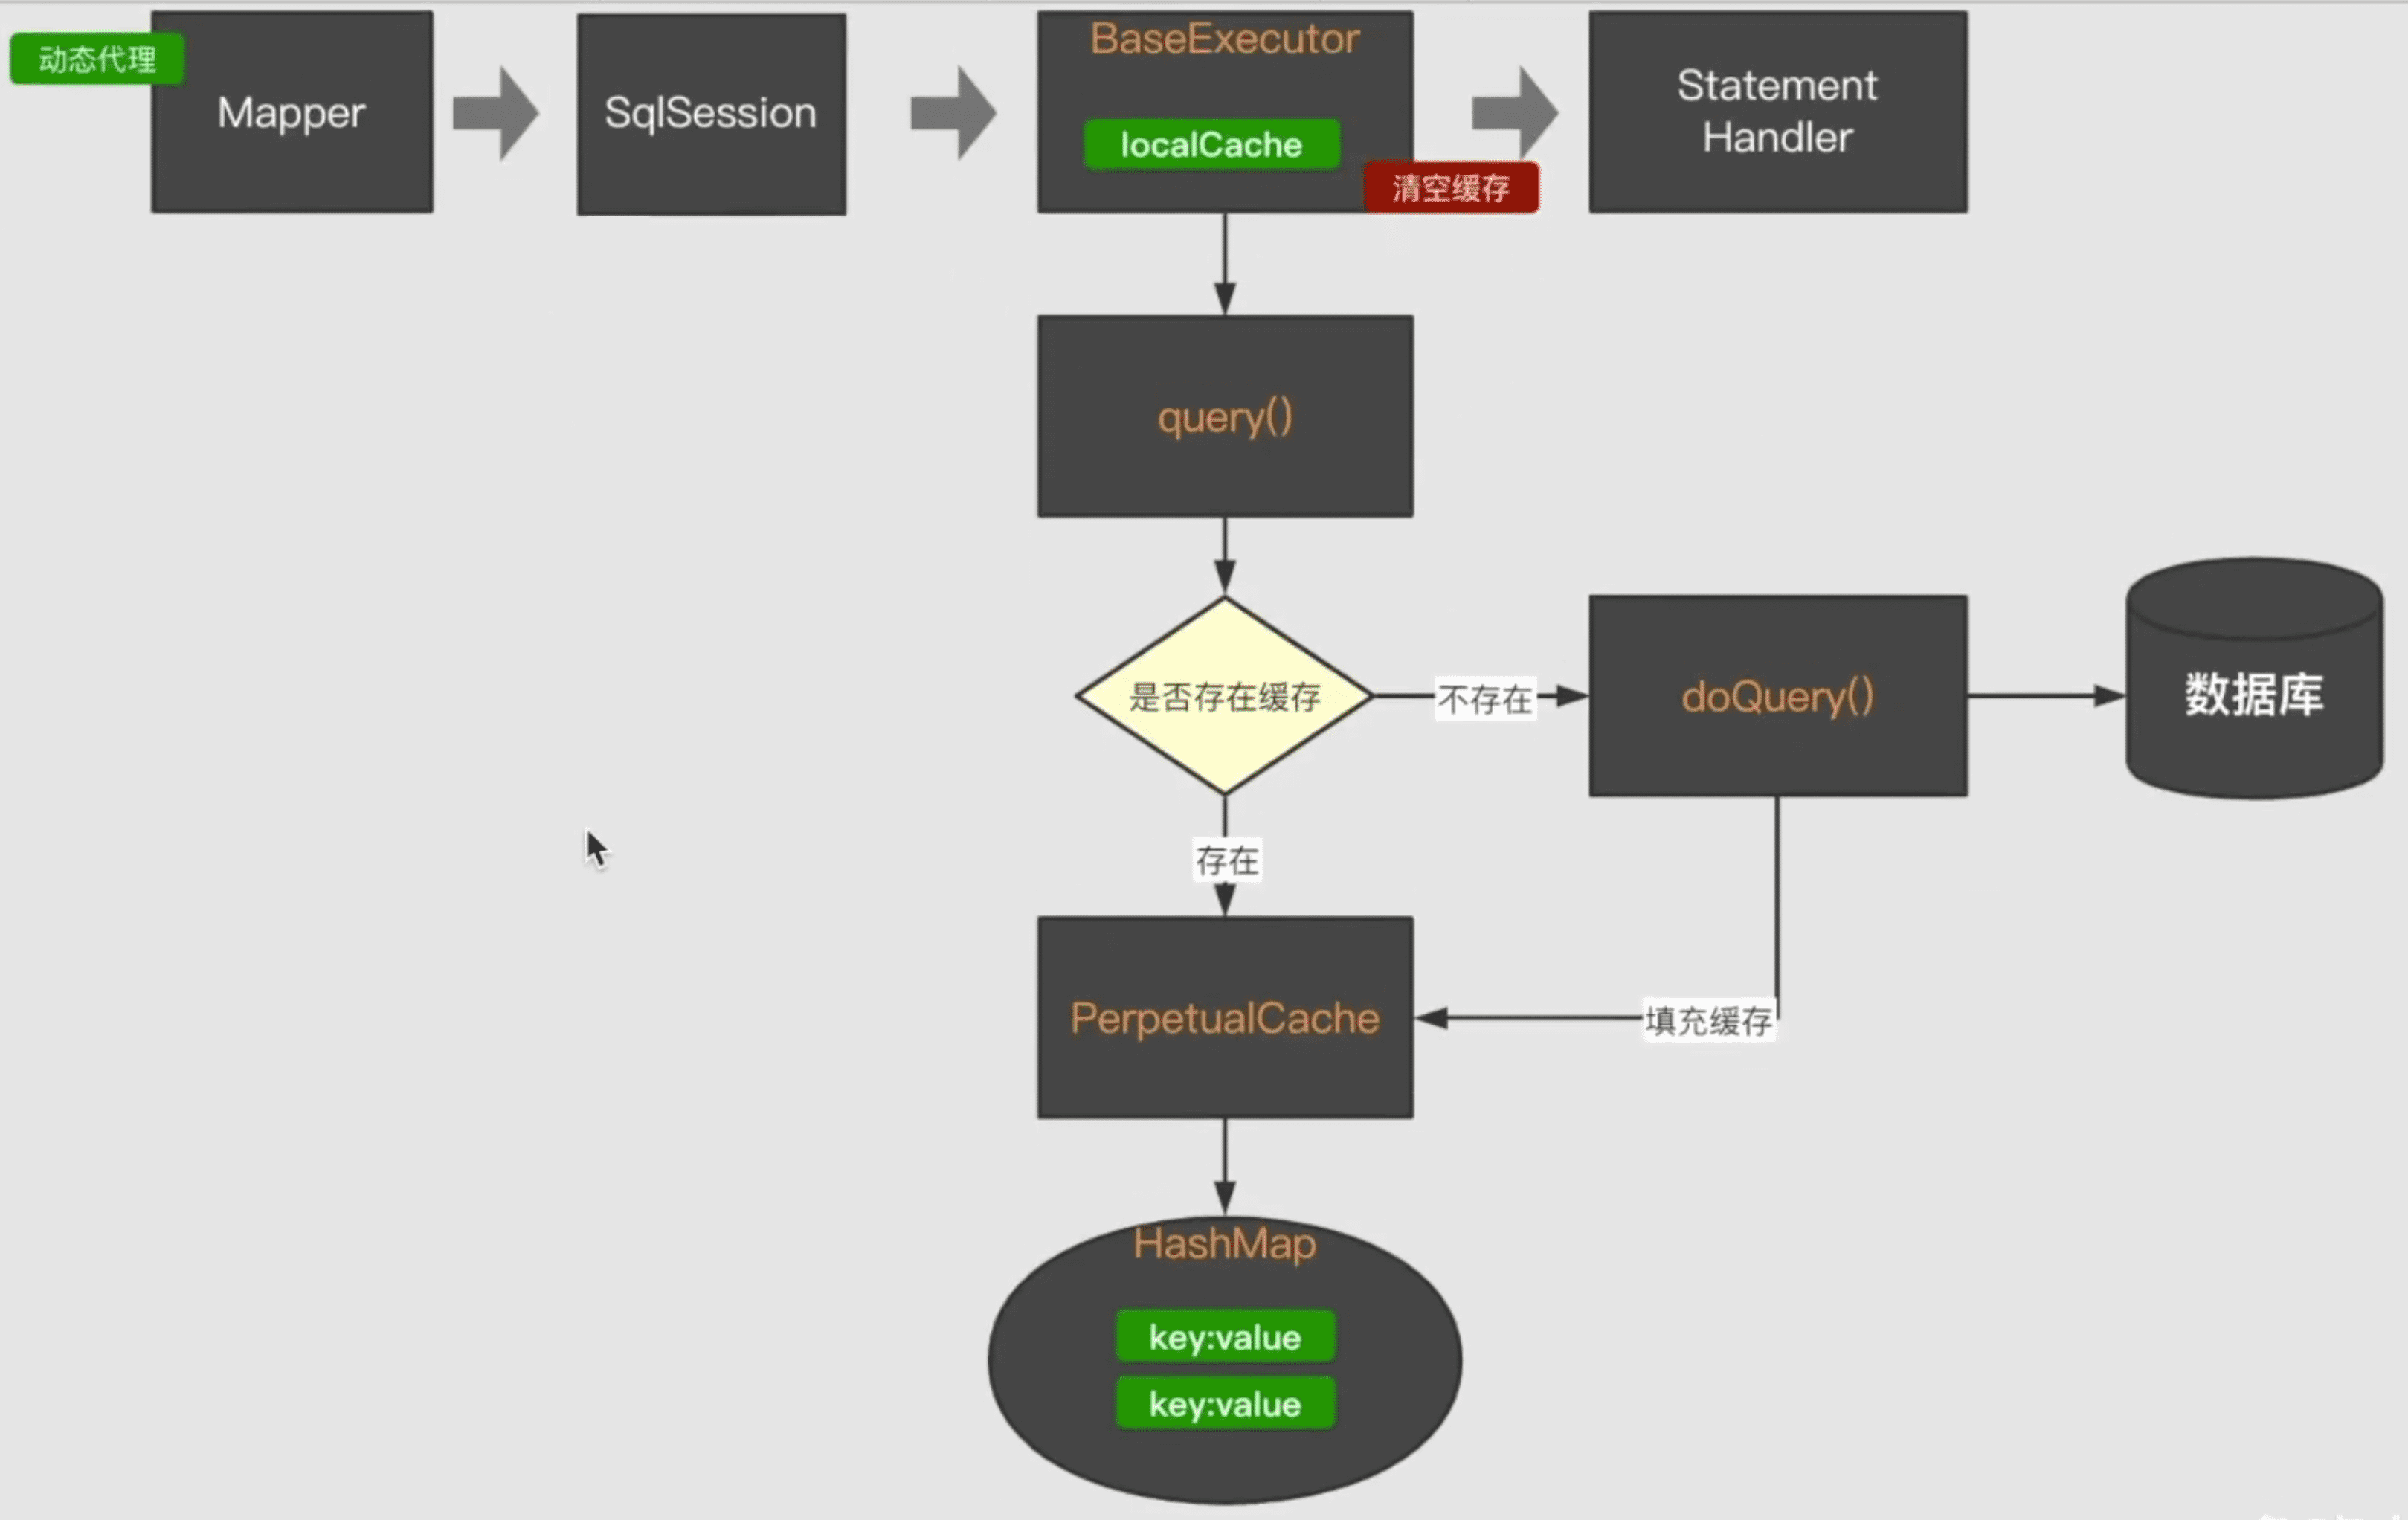 动态代理
Mapper
SqlSession
BaseExecutor
localCache
清空缓存
Statement
Handler
query()
是否存在缓存
不存在
doQuery()
数据库
存在
PerpetualCache
填充缓存
HashMap
key:value
key:value